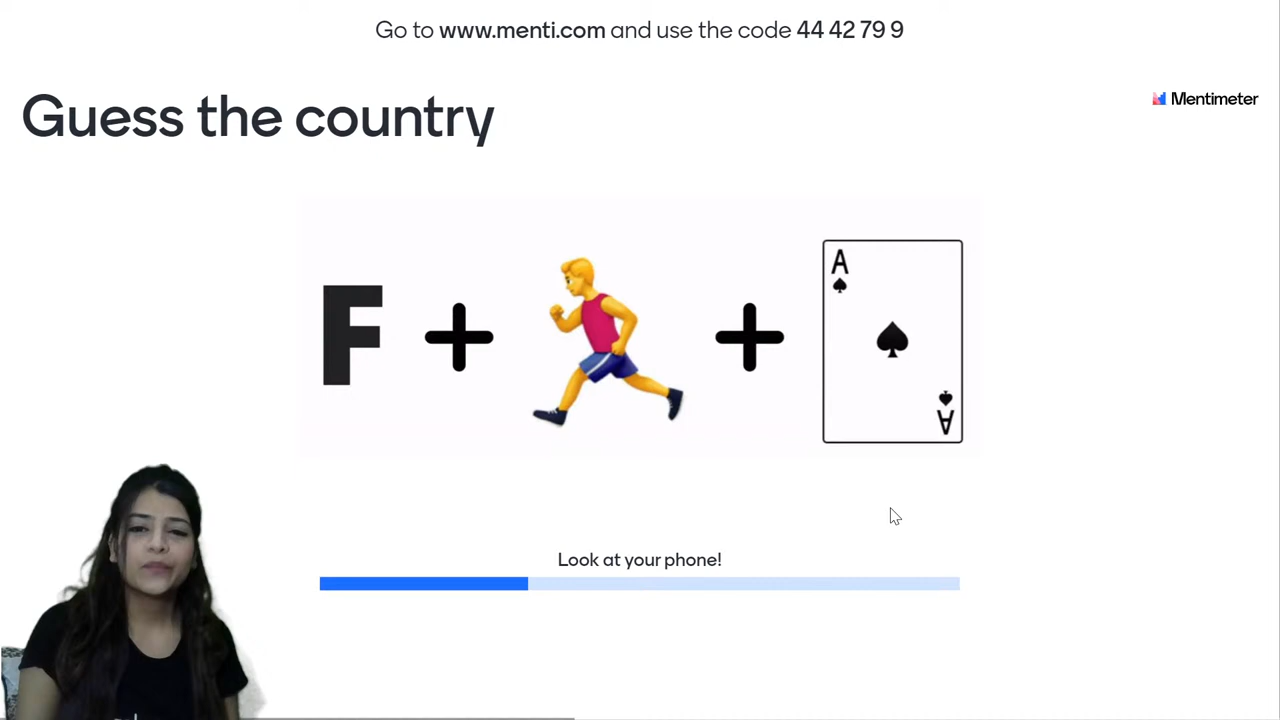 Go to www.menti.com and use the code 44 42 79 9
Guess the country
Mentimeter
F
A
A
Look at your phone!